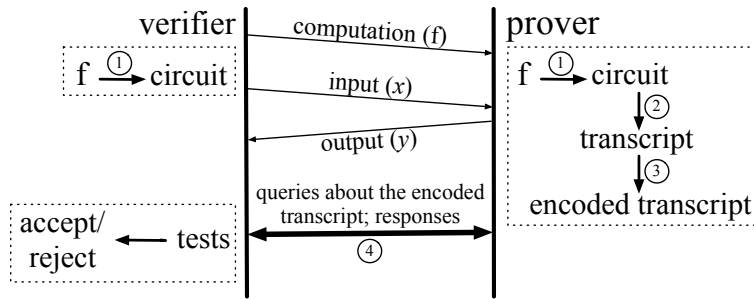 verifier
prover
computation (f)
f ① circuit
f ① circuit
input (x)
②
transcript
output (y)
③
encoded transcript
queries about the encoded
transcript; responses
④
accept/
reject
tests